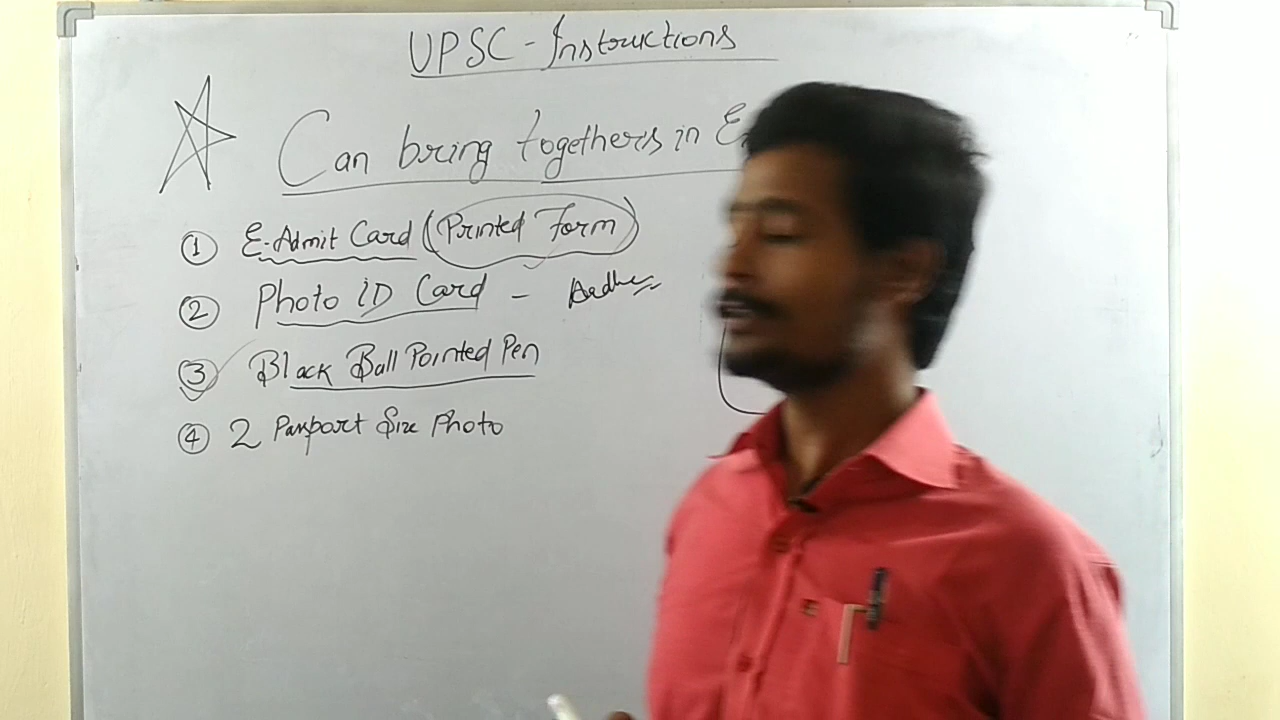 UPSC - Instructions
Can bring togethers in
① E-Admit Card (Printed Form)
② Photo ID Card -
③ Black Ball Pointed Pen
④ 2 Passport Size Photo